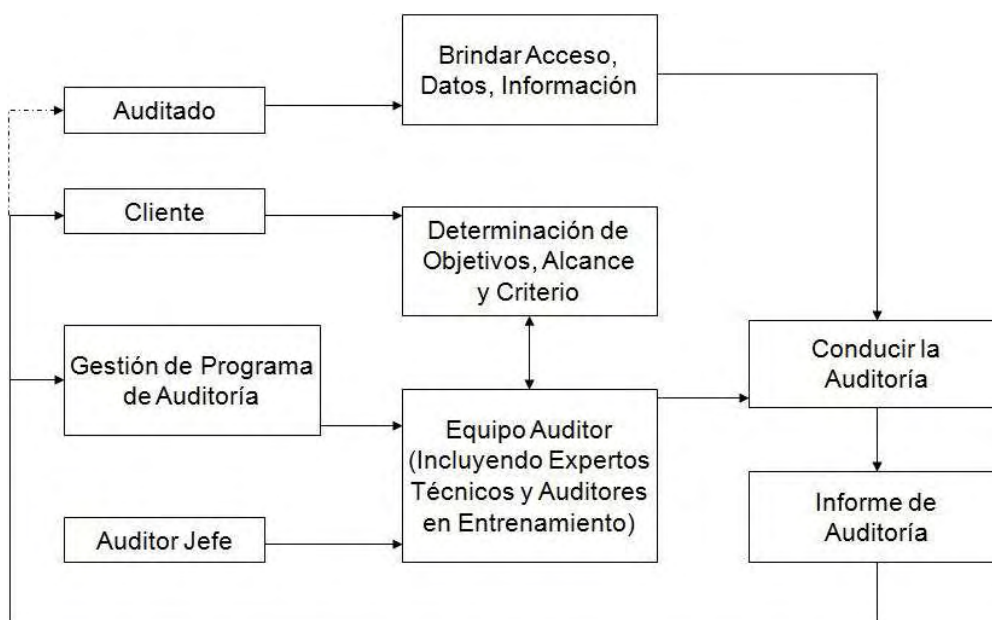 Brindar Acceso,
Datos, Información
Auditado
Cliente
Determinación de
Objetivos, Alcance
y Criterio
Gestión de Programa
de Auditoría
Conducir la
Auditoría
Equipo Auditor
(Incluyendo Expertos
Técnicos y Auditores
en Entrenamiento)
Auditor Jefe
Informe de
Auditoría